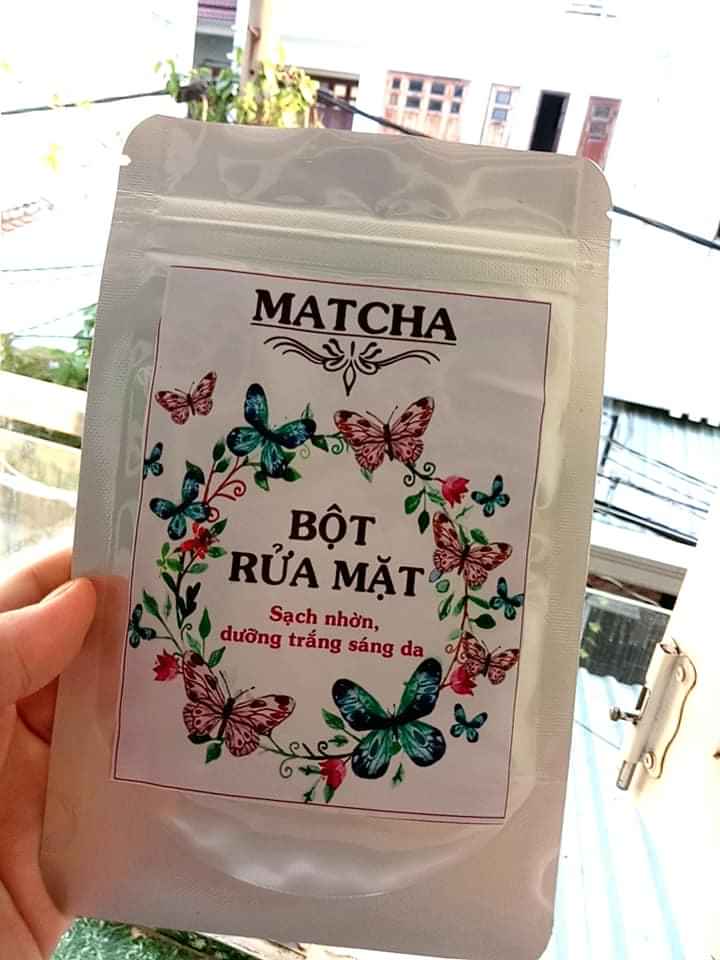 MATCHA
BỘT
RỬA MẶT
Sạch nhờn,
dưỡng trắng sáng da